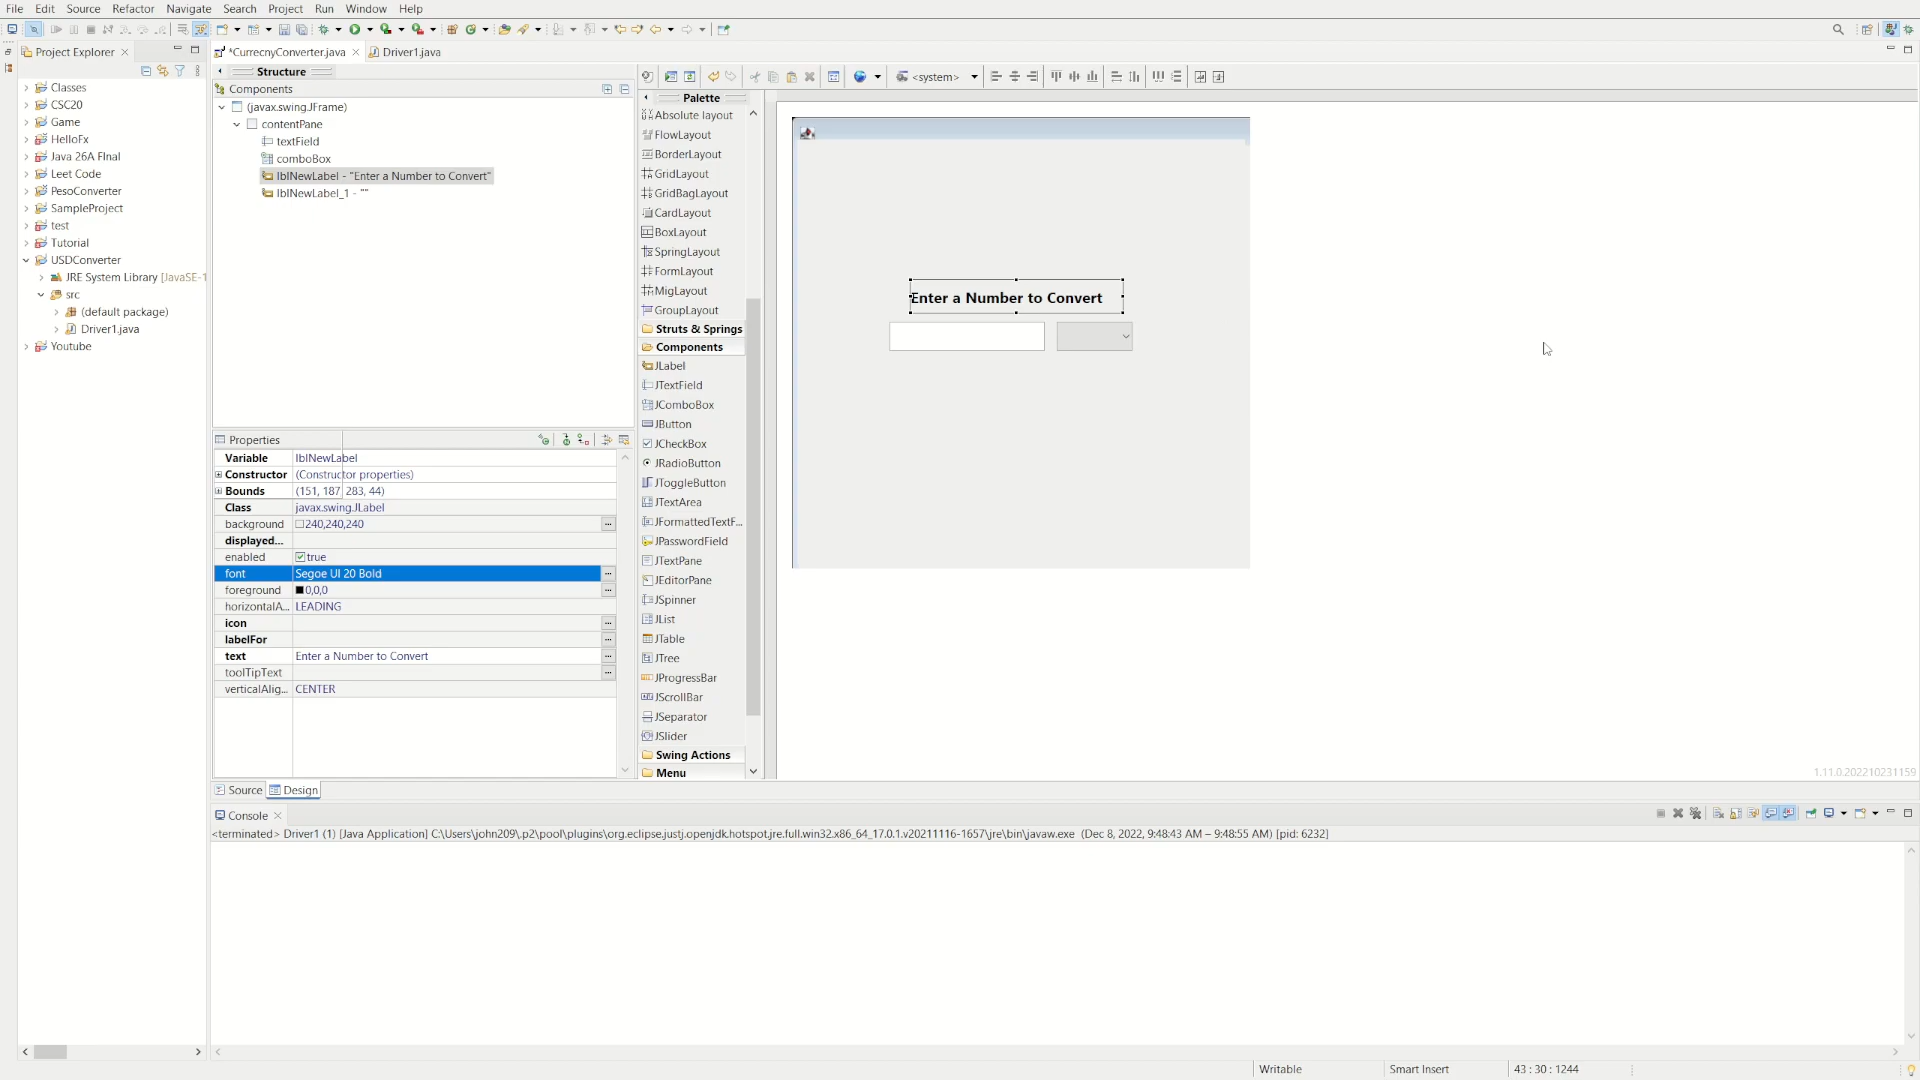 File Edit Source Refactor Navigate Search Project Run Window Help
Project Explorer
*CurrecnyConverter.java
Driver1.java
Structure
Components
(javax.swing.JFrame)
contentPane
textField
comboBox
lblNewLabel - "Enter a Number to Convert"
lblNewLabel_1 - ""
Classes
CSC20
Game
HelloFx
Java 26A FInal
Leet Code
PesoConverter
SampleProject
test
Tutorial
USDConverter
JRE System Library [JavaSE-1
src
(default package)
Driver1.java
Youtube
Properties
Variable lblNewLabel
Constructor (Constructor properties)
Bounds (151, 187, 283, 44)
Class javax.swing.JLabel
background 240,240,240
displayed...
enabled true
font Segoe UI 20 Bold
foreground 0,0,0
horizontalA... LEADING
icon
labelFor
text Enter a Number to Convert
toolTipText
verticalAlig... CENTER
<system>
Palette
Absolute layout
FlowLayout
BorderLayout
GridLayout
GridBagLayout
CardLayout
BoxLayout
SpringLayout
FormLayout
MigLayout
GroupLayout
Struts & Springs
Components
JLabel
JTextField
JComboBox
JButton
JCheckBox
JRadioButton
JToggleButton
JTextArea
JFormattedTextF...
JPasswordField
JTextPane
JEditorPane
JSpinner
JList
JTable
JTree
JProgressBar
JScrollBar
JSeparator
JSlider
Swing Actions
Menu
Enter a Number to Convert
1.11.0.202210231159
Source Design
Console
<terminated> Driver1 (1) [Java Application] C:\Users\john209\.p2\pool\plugins\org.eclipse.justj.openjdk.hotspot.jre.full.win32.x86_64_17.0.1.v20211116-1657\jre\bin\javaw.exe (Dec 8, 2022, 9:48:43 AM – 9:48:55 AM) [pid: 6232]
Writable
Smart Insert
43 : 30 : 1244